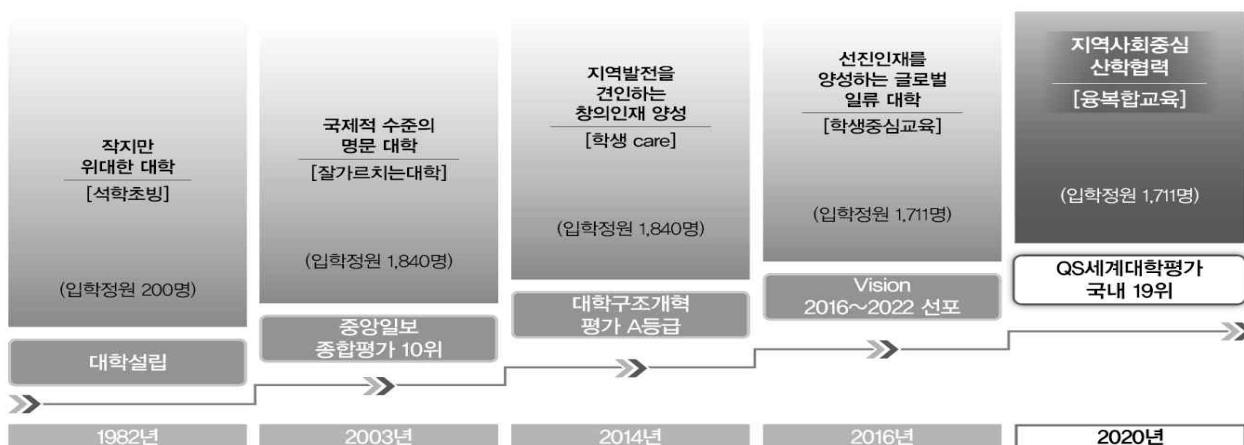 작지만
위대한 대학
[석학초빙]
(입학정원 200명)
대학설립
1982년
국제적 수준의
명문 대학
[잘가르치는대학]
(입학정원 1,840명)
중앙일보
종합평가 10위
2003년
지역발전을
견인하는
창의인재 양성
[학생 care]
(입학정원 1,840명)
대학구조개혁
평가 A등급
2014년
선진인재를
양성하는 글로벌
일류 대학
[학생중심교육]
(입학정원 1,711명)
Vision
2016～2022 선포
2016년
지역사회중심
산학협력
[융복합교육]
(입학정원 1,711명)
QS세계대학평가
국내 19위
2020년